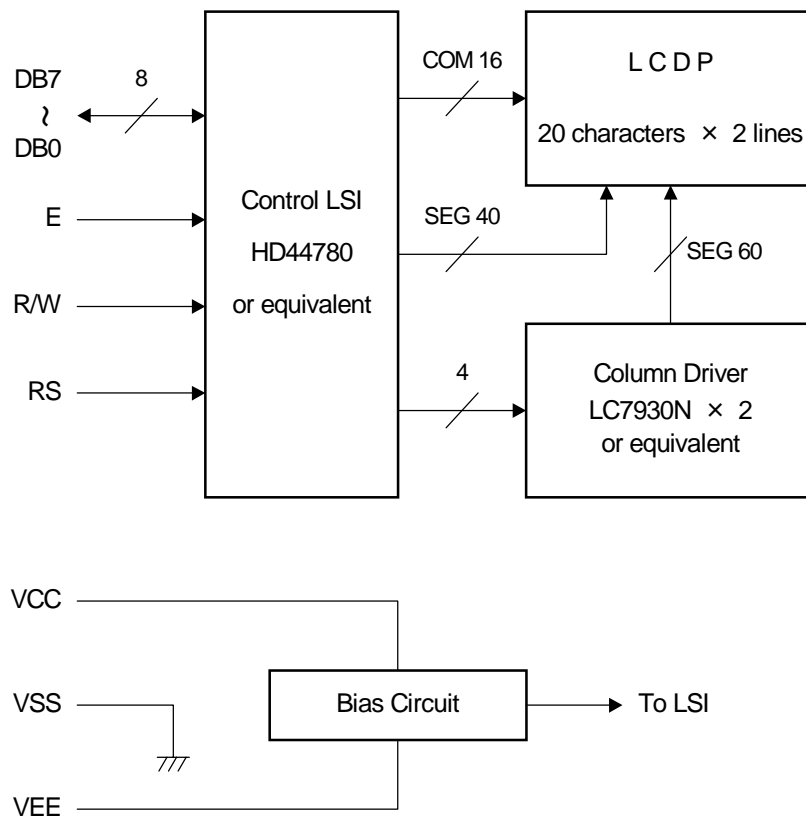 DB7
~
DB0
8
E
R/W
RS
Control LSI
HD44780
or equivalent
COM 16
SEG 40
4
L C D P
20 characters × 2 lines
SEG 60
Column Driver
LC7930N × 2
or equivalent
VCC
VSS
VEE
Bias Circuit
To LSI